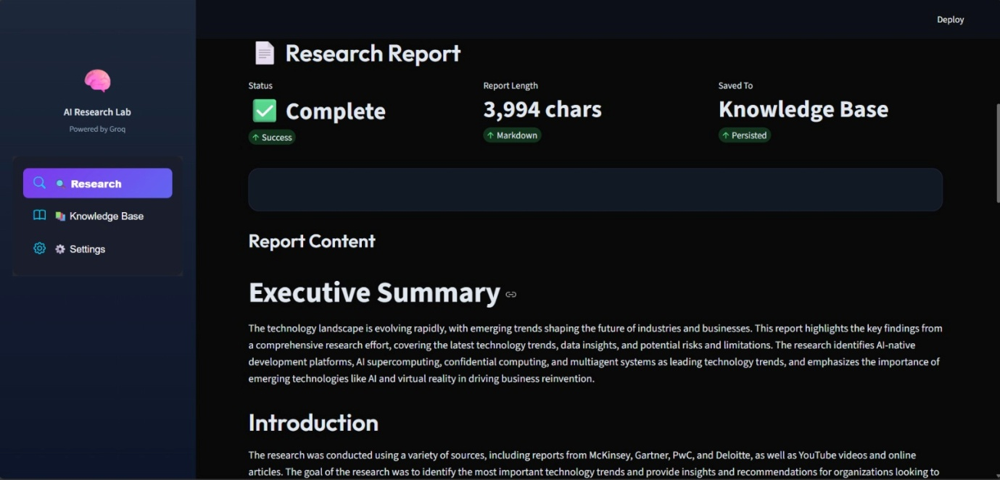 Deploy
AI Research Lab
Powered by Groq
Research
Knowledge Base
Settings
Research Report
Status
Complete
↑ Success
Report Length
3,994 chars
↑ Markdown
Saved To
Knowledge Base
↑ Persisted
Report Content
Executive Summary
The technology landscape is evolving rapidly, with emerging trends shaping the future of industries and businesses. This report highlights the key findings from
a comprehensive research effort, covering the latest technology trends, data insights, and potential risks and limitations. The research identifies AI-native
development platforms, AI supercomputing, confidential computing, and multiagent systems as leading technology trends, and emphasizes the importance of
emerging technologies like AI and virtual reality in driving business reinvention.
Introduction
The research was conducted using a variety of sources, including reports from McKinsey, Gartner, PwC, and Deloitte, as well as YouTube videos and online
articles. The goal of the research was to identify the most important technology trends and provide insights and recommendations for organizations looking to